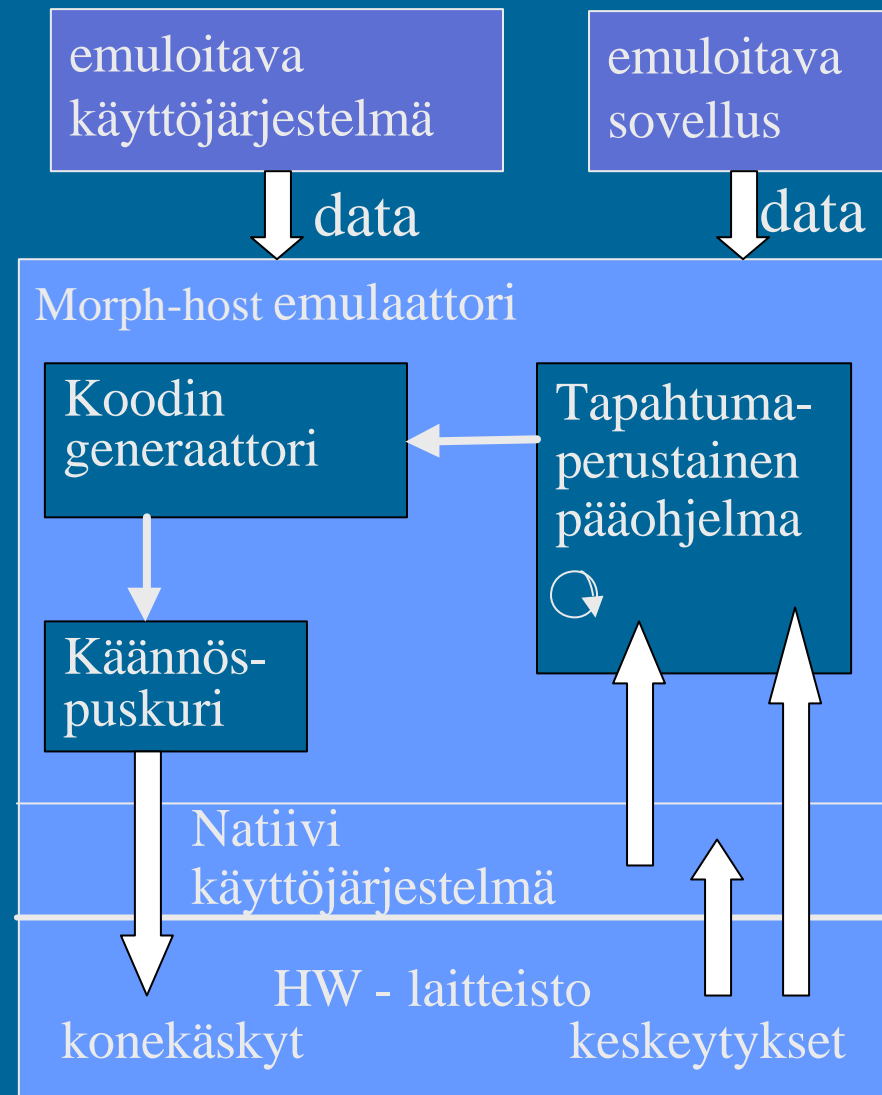 emuloitava
käyttöjärjestelmä
emuloitava
sovellus
data
data
Morph-host emulaattori
Koodin
generaattori
Tapahtuma-
perustainen
pääohjelma
Käännös-
puskuri
Natiivi
käyttöjärjestelmä
HW - laitteisto
konekäskyt
keskeytykset